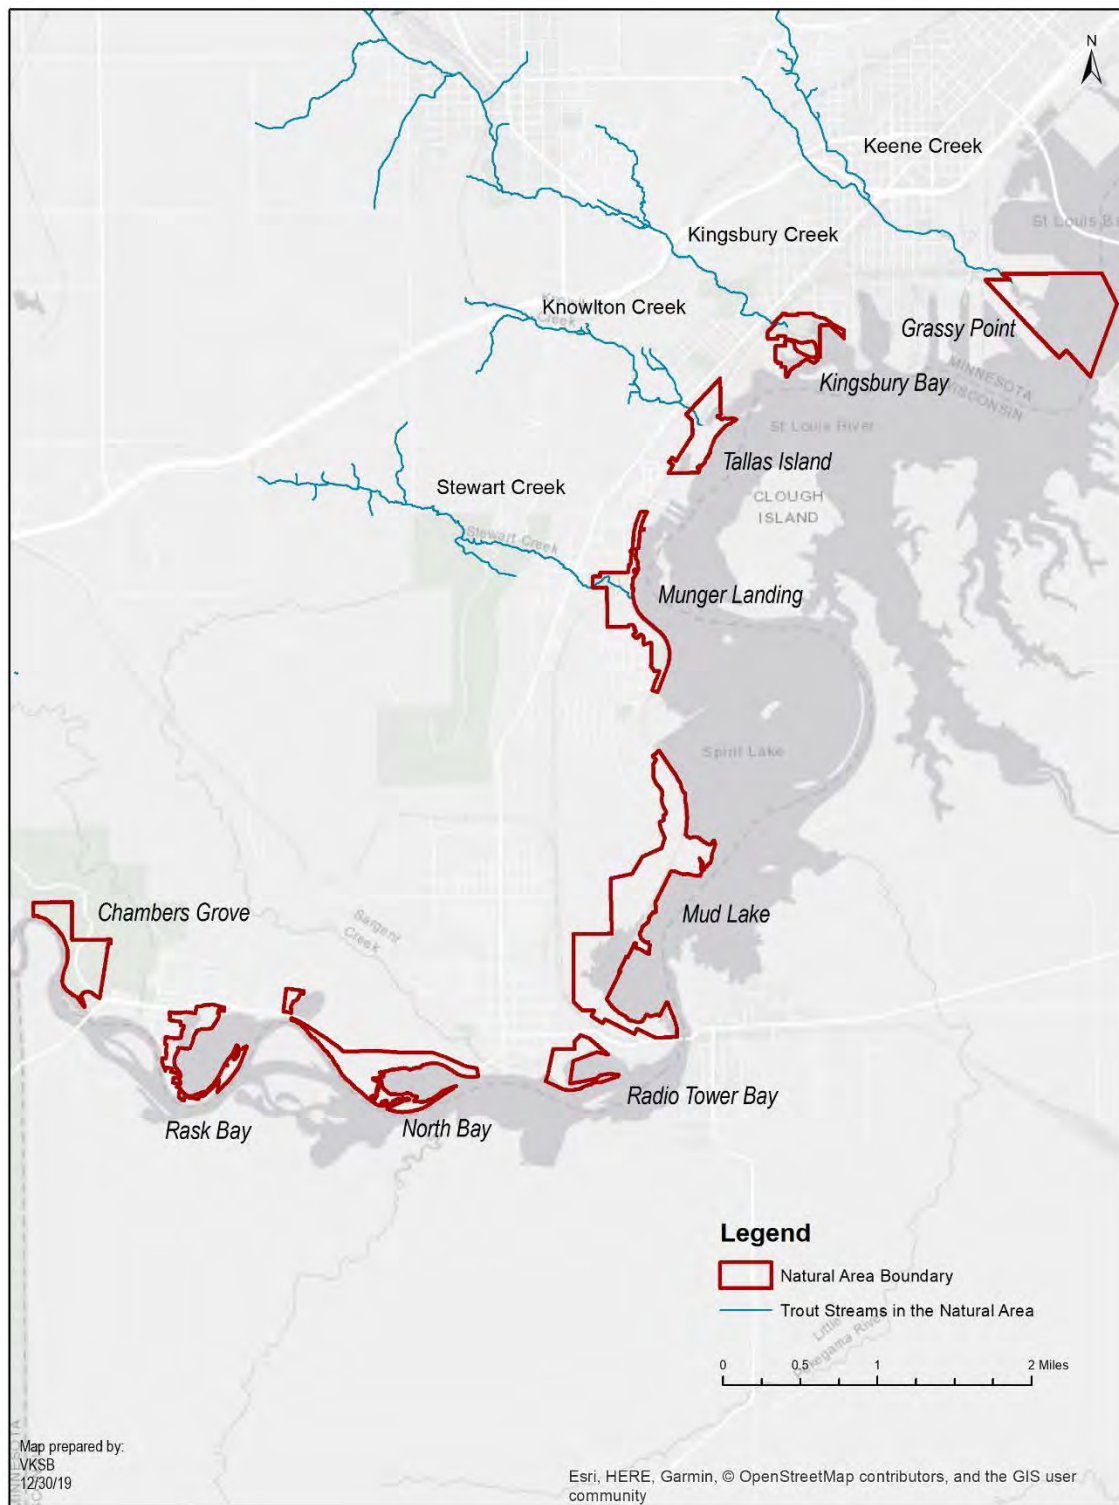 N
Keene Creek
St Louis Ba
Kingsbury Creek
Knowlton Creek
Creek
Grassy Point
MINNESOTA
WISCONSIN
Kingsbury Bay
St Louis River
Tallas Island
Stewart Creek
CLOUGH
ISLAND
Stewart Creek
Munger Landing
Spirit Lake
Chambers Grove
Sargent
Creek
Mud Lake
Radio Tower Bay
Rask Bay
North Bay
Legend
Natural Area Boundary
Trout Streams in the Natural Area
Little
Pokegama River
0 0.5 1 2 Miles
MINNESOTA
Map prepared by:
VKSB
12/30/19
Esri, HERE, Garmin, © OpenStreetMap contributors, and the GIS user
community